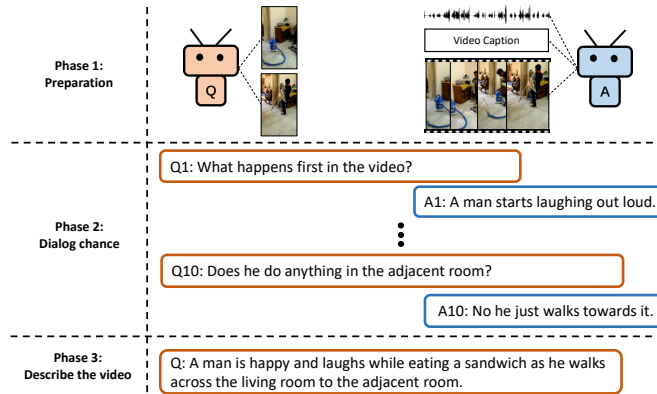 Phase 1:
Preparation
Q
Video Caption
A
Phase 2:
Dialog chance
Q1: What happens first in the video?
A1: A man starts laughing out loud.
Q10: Does he do anything in the adjacent room?
A10: No he just walks towards it.
Phase 3:
Describe the video
Q: A man is happy and laughs while eating a sandwich as he walks
across the living room to the adjacent room.